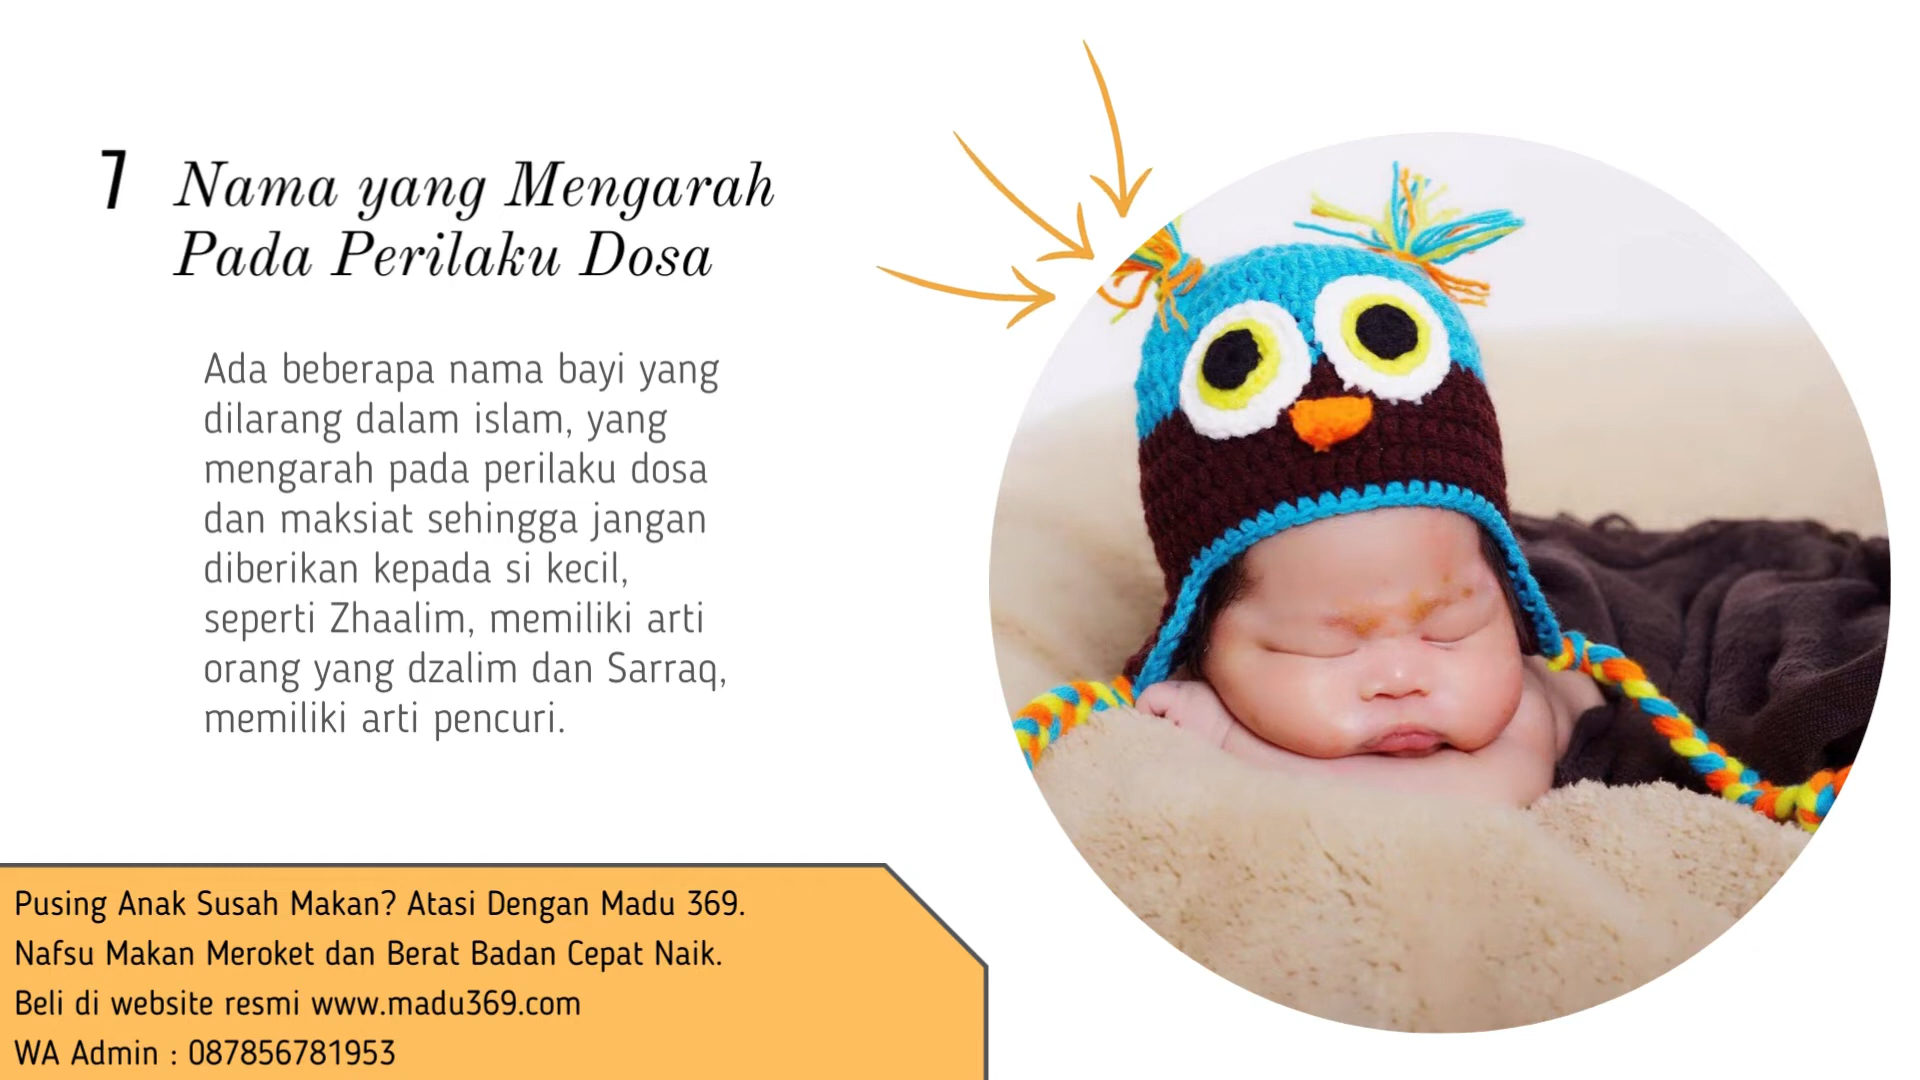 7 Nama yang Mengarah
Pada Perilaku Dosa
Ada beberapa nama bayi yang
dilarang dalam islam, yang
mengarah pada perilaku dosa
dan maksiat sehingga jangan
diberikan kepada si kecil,
seperti Zhaalim, memiliki arti
orang yang dzalim dan Sarraq,
memiliki arti pencuri.
Pusing Anak Susah Makan? Atasi Dengan Madu 369.
Nafsu Makan Meroket dan Berat Badan Cepat Naik.
Beli di website resmi www.madu369.com
WA Admin : 087856781953